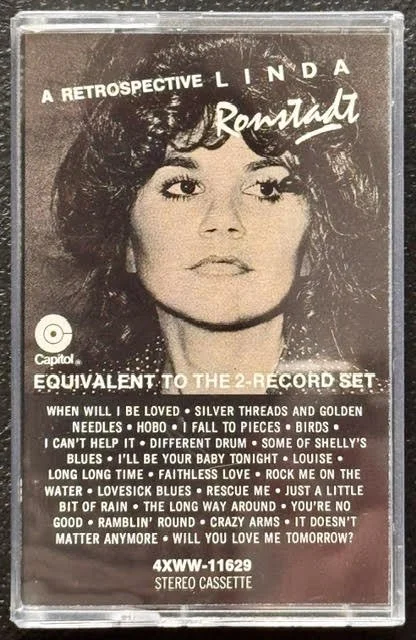 A RETROSPECTIVE LINDA
Ronstadt
C
Capitol®
EQUIVALENT TO THE 2-RECORD SET
WHEN WILL I BE LOVED • SILVER THREADS AND GOLDEN
NEEDLES • HOBO • I FALL TO PIECES • BIRDS •
I CAN'T HELP IT • DIFFERENT DRUM • SOME OF SHELLY'S
BLUES • I'LL BE YOUR BABY TONIGHT • LOUISE •
LONG LONG TIME • FAITHLESS LOVE • ROCK ME ON THE
WATER • LOVESICK BLUES • RESCUE ME • JUST A LITTLE
BIT OF RAIN • THE LONG WAY AROUND • YOU'RE NO
GOOD • RAMBLIN' ROUND • CRAZY ARMS • IT DOESN'T
MATTER ANYMORE • WILL YOU LOVE ME TOMORROW?
4XWW-11629
STEREO CASSETTE